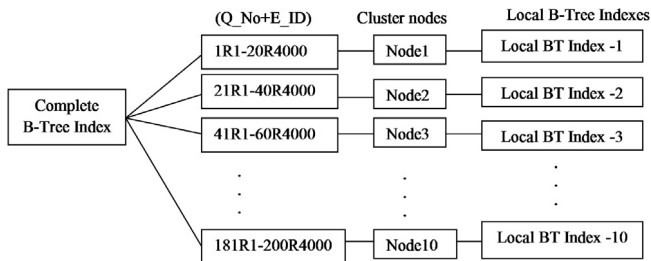 (Q_No+E_ID) Cluster nodes Local B-Tree Indexes
1R1-20R4000 Node1 Local BT Index -1
21R1-40R4000 Node2 Local BT Index -2
Complete
B-Tree Index
41R1-60R4000 Node3 Local BT Index -3
181R1-200R4000 Node10 Local BT Index -10